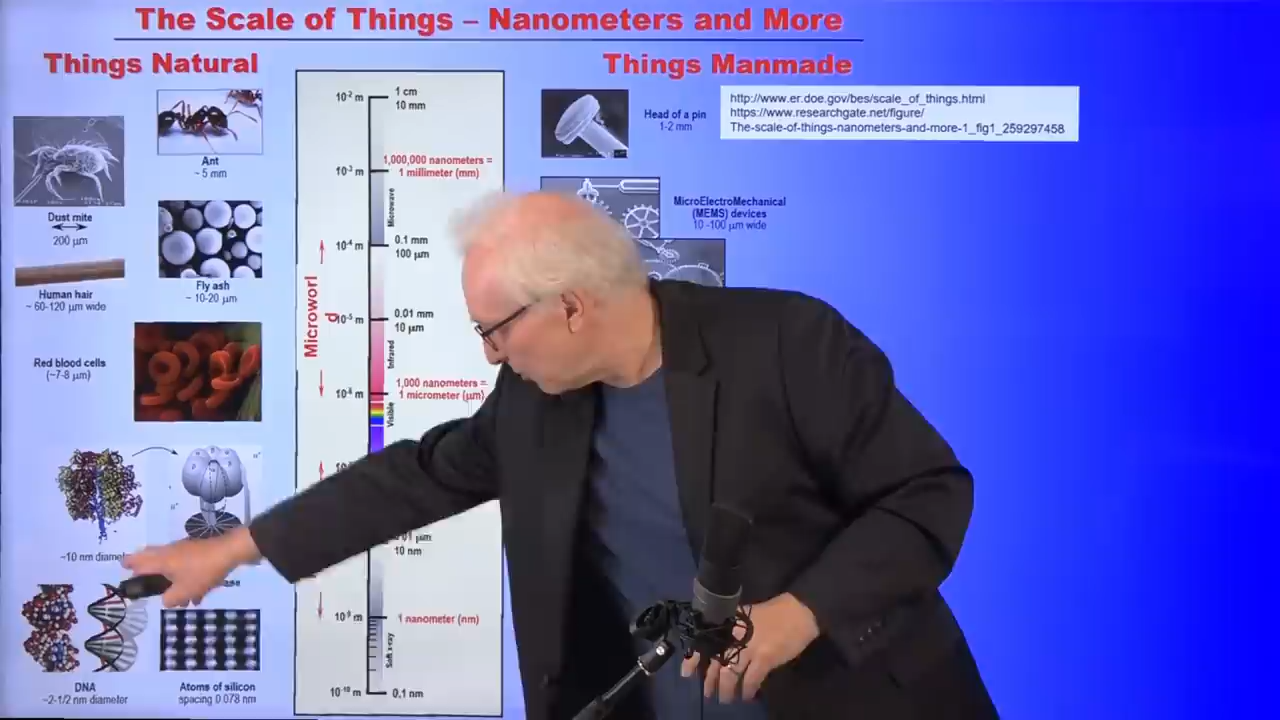 The Scale of Things – Nanometers and More
Things Natural
Things Manmade
Ant
~ 5 mm
Dust mite
200 μm
Fly ash
~ 10-20 μm
Human hair
~ 60-120 μm wide
Red blood cells
(~7-8 μm)
~10 nm
DNA
~2-1/2 nm diameter
Atoms of silicon
spacing 0.078 nm
10-2 m
1 cm
10 mm
1,000,000 nanometers =
1 millimeter (mm)
10-3 m
Microwave
10-4 m
0.1 mm
100 μm
Microworl
d
10-5 m
0.01 mm
10 μm
Infrared
1,000 nanometers =
1 micrometer (μm)
10-6 m
Visible
10 nm
10-9 m
1 nanometer (nm)
Soft x-ray
10-10 m
0.1 nm
Head of a pin
1-2 mm
http://www.er.doe.gov/bes/scale_of_things.html
https://www.researchgate.net/figure/
The-scale-of-things-nanometers-and-more-1_fig1_259297458
MicroElectroMechanical
(MEMS) devices
10 -100 μm wide